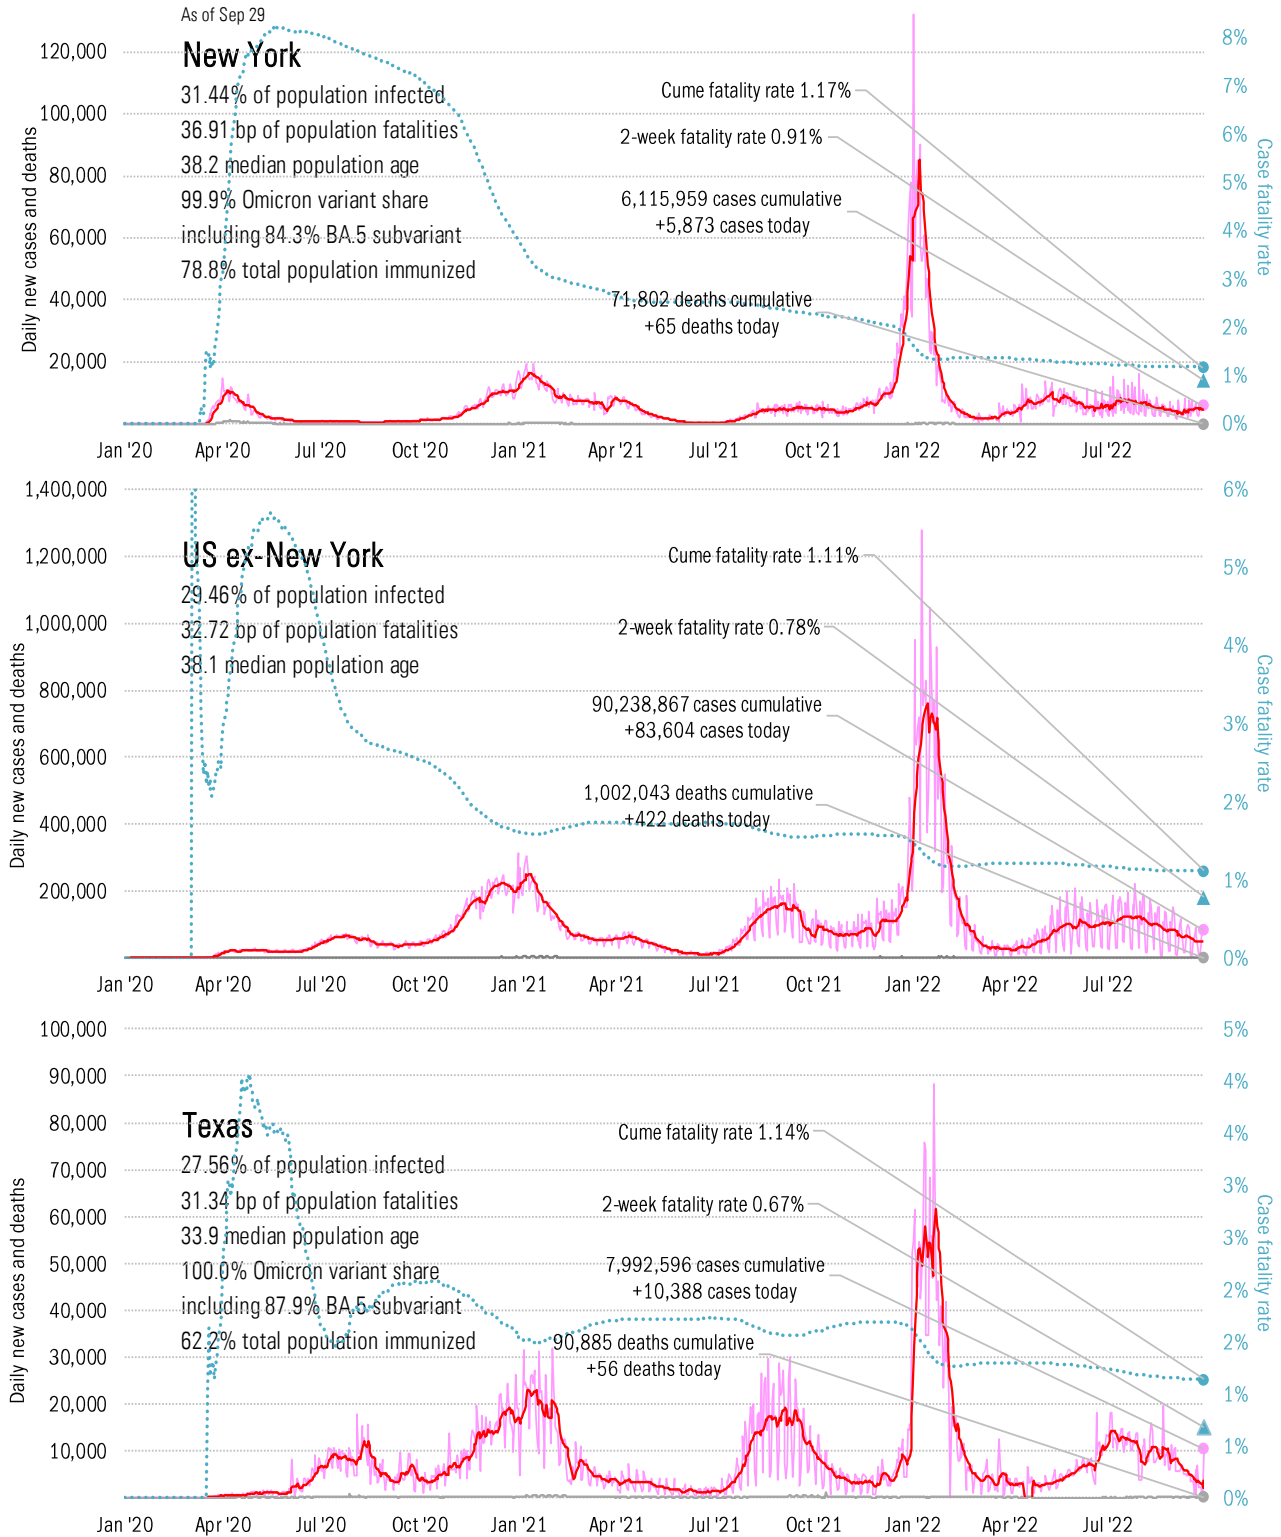 As of Sep 29
New York
31.44% of population infected
36.91 bp of population fatalities
38.2 median population age
99.9% Omicron variant share
including 84.3% BA.5 subvariant
78.8% total population immunized
Cume fatality rate 1.17%
2-week fatality rate 0.91%
6,115,959 cases cumulative
+5,873 cases today
71,802 deaths cumulative
+65 deaths today
Daily new cases and deaths
120,000
100,000
80,000
60,000
40,000
20,000
8%
7%
6%
5%
4%
3%
2%
1%
0%
Case fatality rate
Jan '20 Apr '20 Jul '20 Oct '20 Jan '21 Apr '21 Jul '21 Oct '21 Jan '22 Apr '22 Jul '22
US ex-New York
29.46% of population infected
32.72 bp of population fatalities
38.1 median population age
Cume fatality rate 1.11%
2-week fatality rate 0.78%
90,238,867 cases cumulative
+83,604 cases today
1,002,043 deaths cumulative
+422 deaths today
Daily new cases and deaths
1,400,000
1,200,000
1,000,000
800,000
600,000
400,000
200,000
6%
5%
4%
3%
2%
1%
0%
Case fatality rate
Jan '20 Apr '20 Jul '20 Oct '20 Jan '21 Apr '21 Jul '21 Oct '21 Jan '22 Apr '22 Jul '22
Texas
27.56% of population infected
31.34 bp of population fatalities
33.9 median population age
100.0% Omicron variant share
including 87.9% BA.5 subvariant
62.2% total population immunized
Cume fatality rate 1.14%
2-week fatality rate 0.67%
7,992,596 cases cumulative
+10,388 cases today
90,885 deaths cumulative
+56 deaths today
Daily new cases and deaths
100,000
90,000
80,000
70,000
60,000
50,000
40,000
30,000
20,000
10,000
5%
4%
4%
3%
3%
2%
2%
1%
1%
0%
Case fatality rate
Jan '20 Apr '20 Jul '20 Oct '20 Jan '21 Apr '21 Jul '21 Oct '21 Jan '22 Apr '22 Jul '22